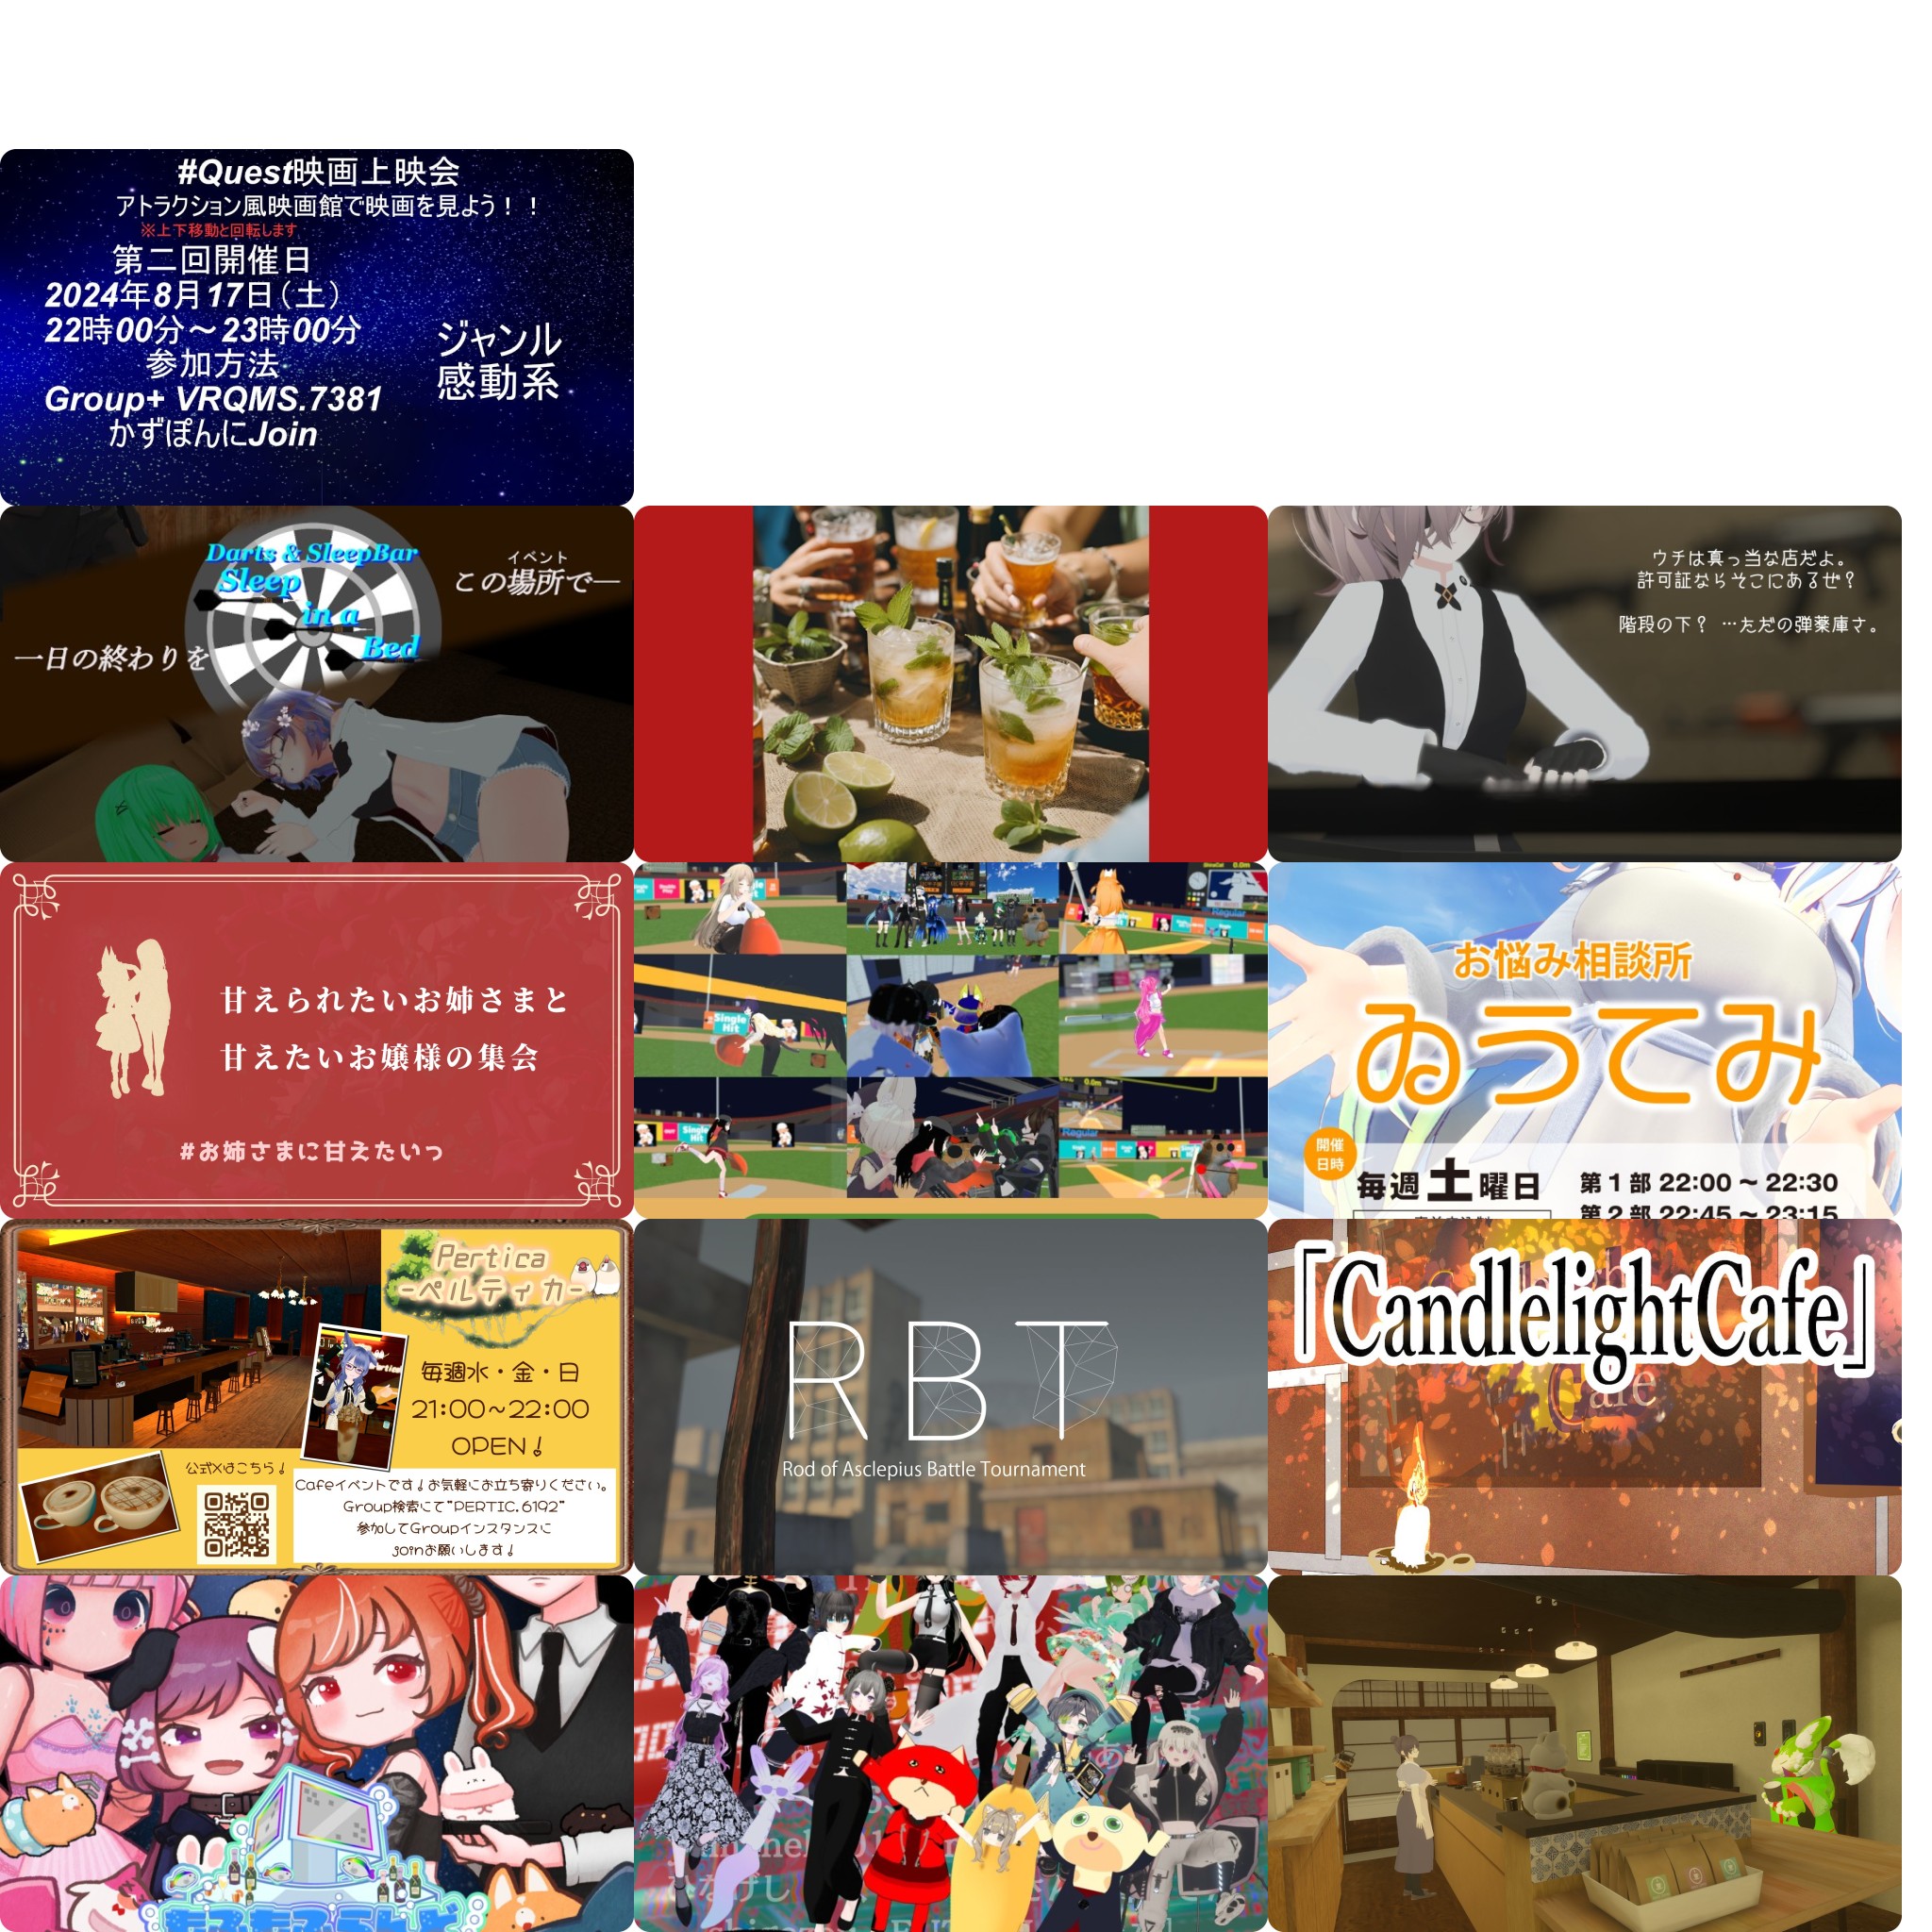 #Quest映画上映会
アトラクション風映画館で映画を見よう！！
※上下移動と回転します
第二回開催日
2024年8月17日（土）
22時00分～23時00分
参加方法
Group+ VRQMS.7381
かずぽんにJoin
ジャンル
感動系
Darts & SleepBar
Sleep
in a
Bed
イベント
この場所で―
一日の終わりを
ウチは真っ当な店だよ。
許可証ならそこにあるぜ？
階段の下？ …ただの弾薬庫さ。
甘えられたいお姉さまと
甘えたいお嬢様の集会
#お姉さまに甘えたいっ
Single
Hit
Regular
お悩み相談所
ゐうてみ
開催
日時
毎週土曜日
第1部 22:00 ~ 22:30
第2部 22:45 ~ 23:15
Pertica
-ペルティカ-
毎週水・金・日
21:00~22:00
OPEN！
公式Xはこちら！
Cafeイベントです！お気軽にお立ち寄りください。
Group検索にて"PERTIC.6192"
参加してGroupインスタンスに
joinお願いします！
RBT
Rod of Asclepius Battle Tournament
「CandlelightCafe」
Cafe